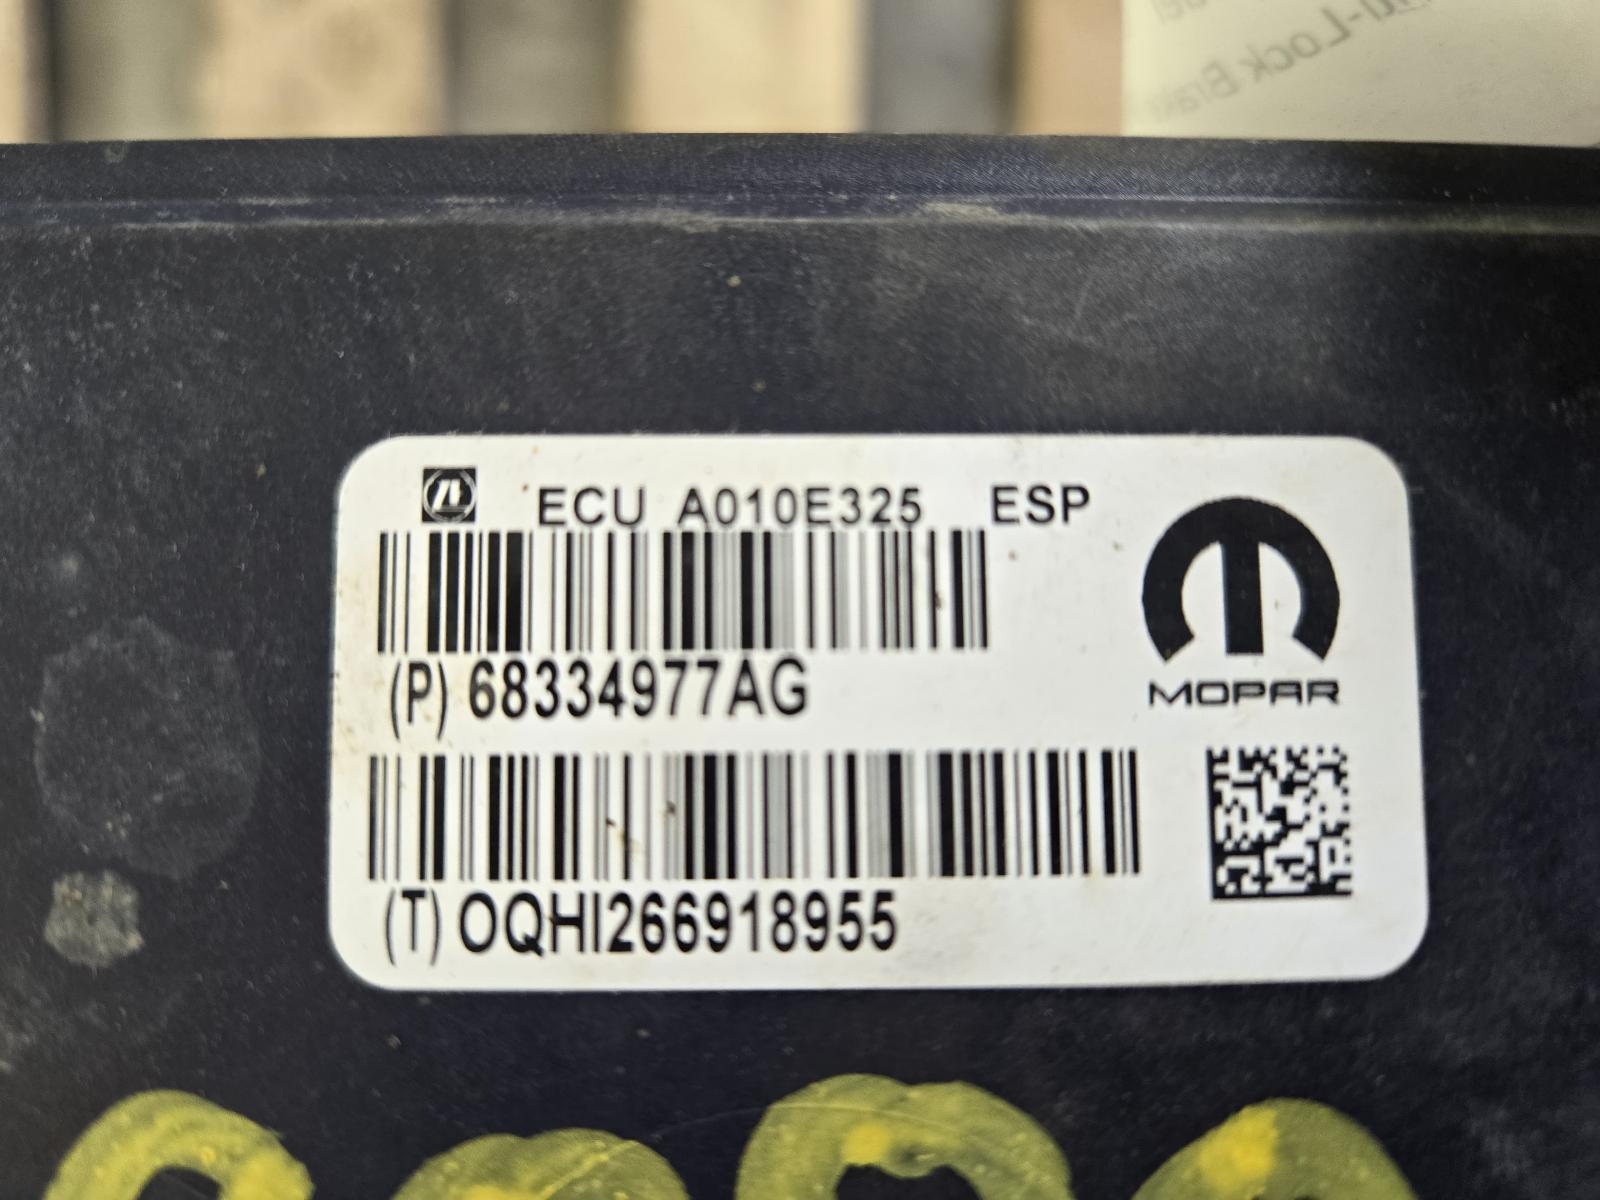 ECU A010E325 ESP
(P) 68334977AG
MOPAR
(T) OQHI266918955